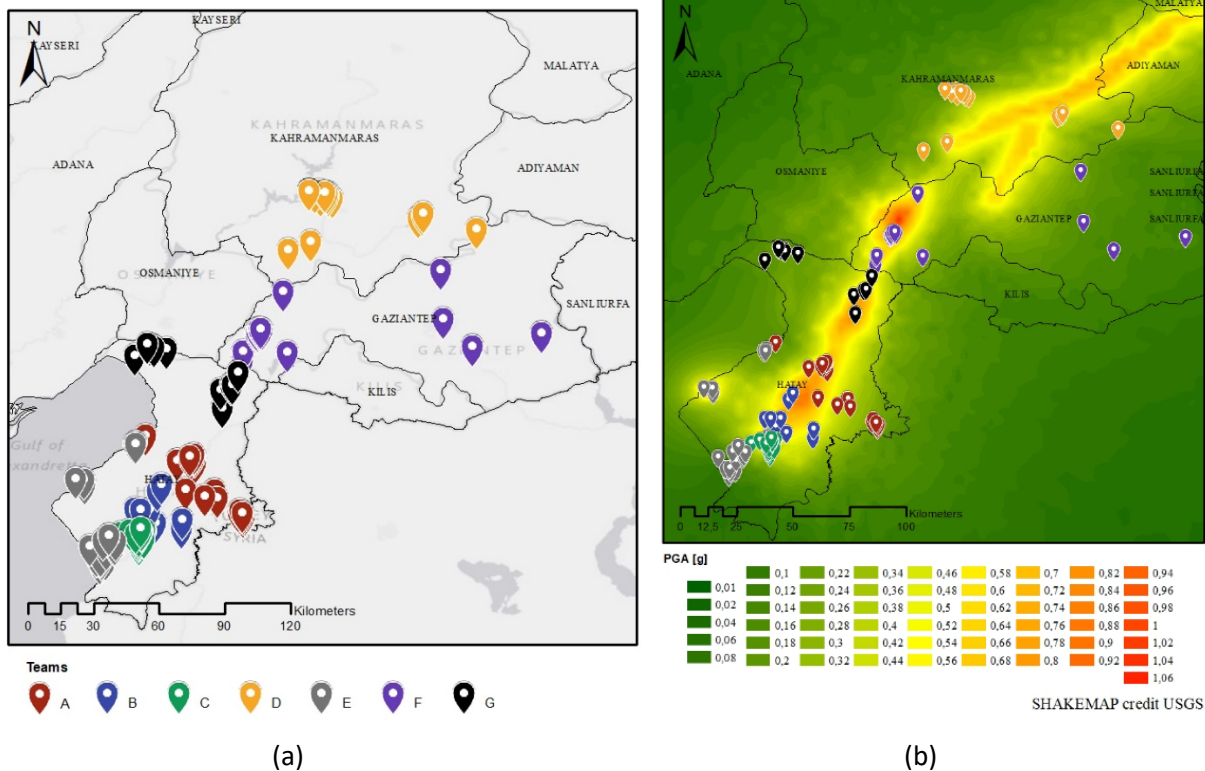 N
KAYSERI
KAYSERI
MALATYA
KAHRAMANMARAS
KAHRAMANMARAS
ADANA
ADIYAMAN
OSMANIYE
OSMANIYE
SANLIURFA
GAZIANTEP
GAZIANTEP
KILIS
KILIS
Gulf of
HATAY
SYRIA
Kilometers
0 15 30 60 90 120
Teams
A B C D E F G
(a)
N
MALATYA
ADANA
ADIYAMAN
KAHRAMANMARAS
OSMANIYE
SANLIURFA
SANLIURFA
GAZIANTEP
SANLIURFA
KILIS
HATAY
Kilometers
0 12,5 25 50 75 100
PGA [g]
0,1 0,22 0,34 0,46 0,58 0,7 0,82 0,94
0,01 0,12 0,24 0,36 0,48 0,6 0,72 0,84 0,96
0,02 0,14 0,26 0,38 0,5 0,62 0,74 0,86 0,98
0,04 0,16 0,28 0,4 0,52 0,64 0,76 0,88 1
0,06 0,18 0,3 0,42 0,54 0,66 0,78 0,9 1,02
0,08 0,2 0,32 0,44 0,56 0,68 0,8 0,92 1,04
1,06
SHAKEMAP credit USGS
(b)